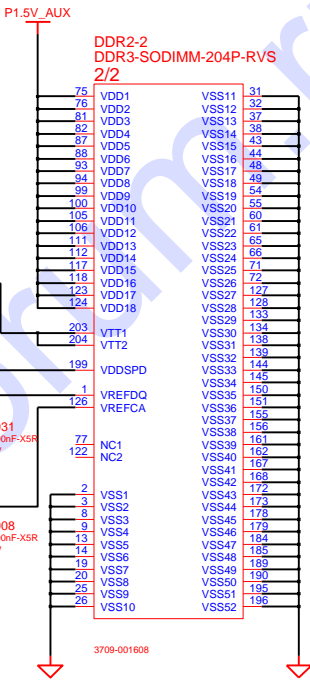 P1.5V_AUX
DDR2-2
DDR3-SODIMM-204P-RVS
2/2
75 VDD1 VSS11 31
76 VDD2 VSS12 32
81 VDD3 VSS13 37
82 VDD4 VSS14 38
87 VDD5 VSS15 43
88 VDD6 VSS16 44
93 VDD7 VSS17 48
94 VDD8 VSS18 49
99 VDD9 VSS19 54
100 VDD10 VSS20 55
105 VDD11 VSS21 60
106 VDD12 VSS22 61
111 VDD13 VSS23 65
112 VDD14 VSS24 66
117 VDD15 VSS25 71
118 VDD16 VSS26 72
123 VDD17 VSS27 127
124 VDD18 VSS28 128
VSS29 133
203 VTT1 VSS30 134
204 VTT2 VSS31 138
VSS32 139
199 VDDSPD VSS33 144
VSS34 145
1 VREFDQ VSS35 150
126 VREFCA VSS36 151
VSS37 155
VSS38 156
77 NC1 VSS39 161
122 NC2 VSS40 162
VSS41 167
VSS42 168
2 VSS1 VSS43 172
3 VSS2 VSS44 173
8 VSS3 VSS45 178
9 VSS4 VSS46 179
13 VSS5 VSS47 184
14 VSS6 VSS48 185
19 VSS7 VSS49 189
20 VSS8 VSS50 190
25 VSS9 VSS51 195
26 VSS10 VSS52 196
31
0nF-X5R
08
0nF-X5R
3709-001608